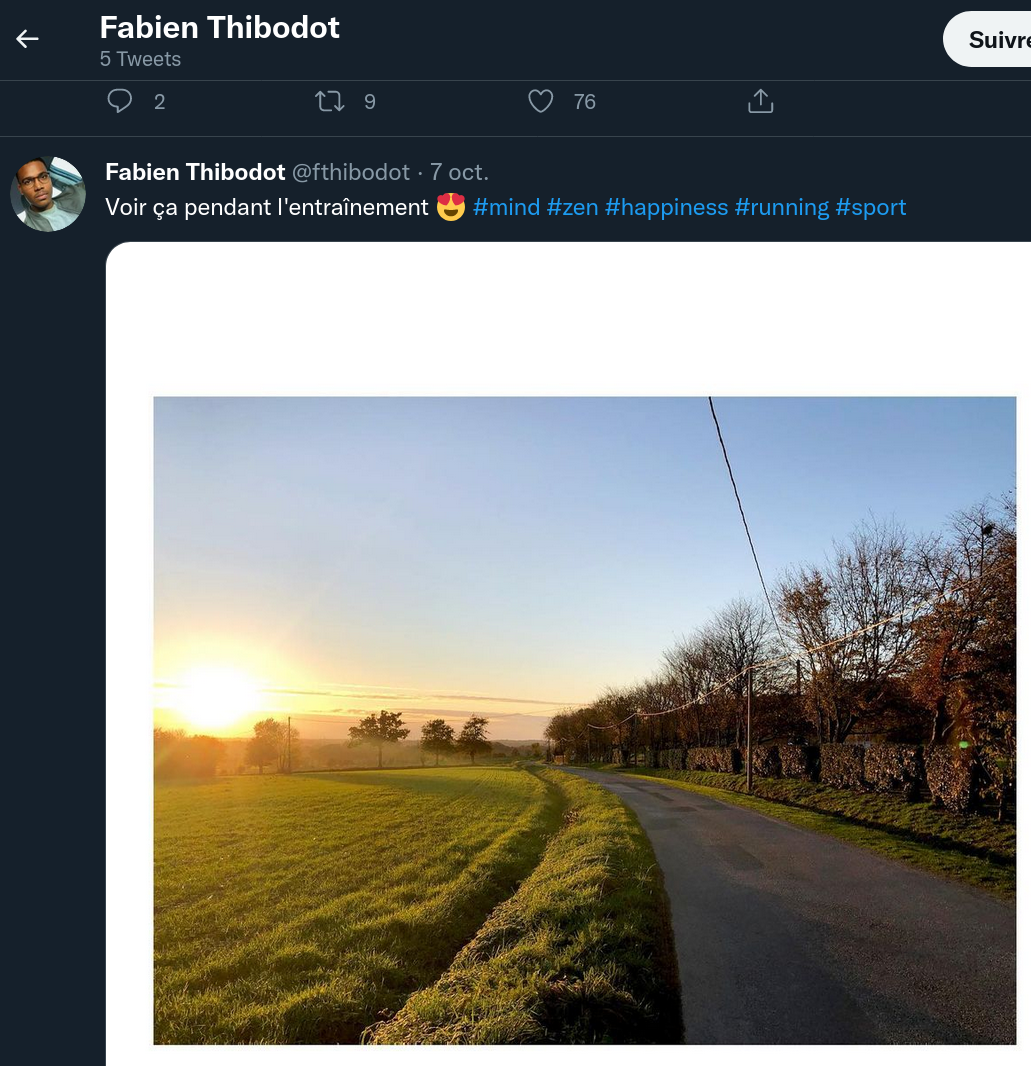 Fabien Thibodot
5 Tweets
2 9 76
Fabien Thibodot @fthibodot · 7 oct.
Voir ça pendant l'entraînement 😍 #mind #zen #happiness #running #sport